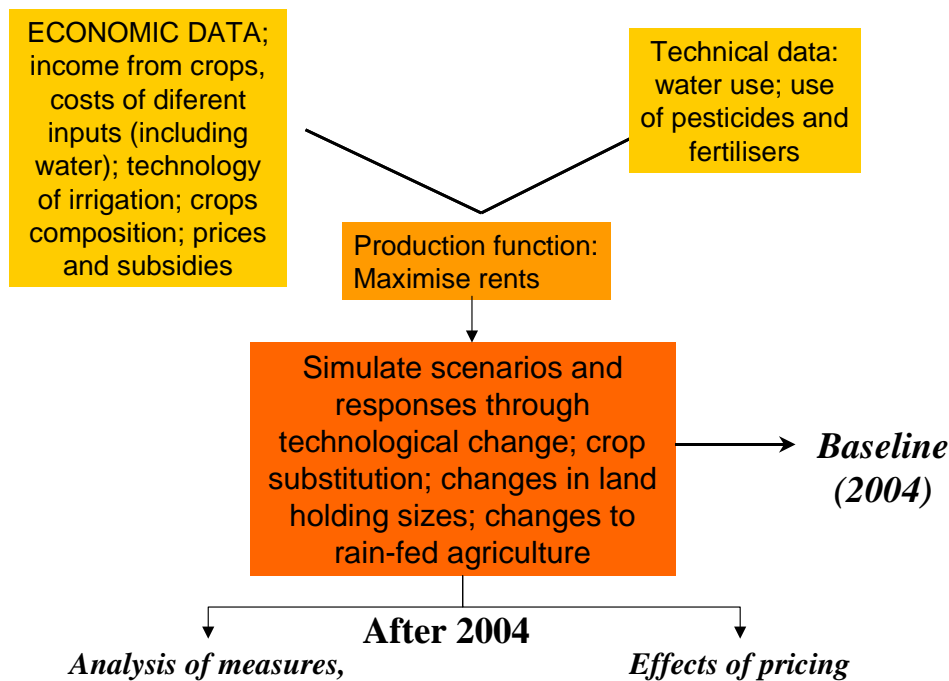 ECONOMIC DATA;
income from crops,
costs of diferent
inputs (including
water); technology
of irrigation; crops
composition; prices
and subsidies
Technical data:
water use; use
of pesticides and
fertilisers
Production function:
Maximise rents
Simulate scenarios and
responses through
technological change; crop
substitution; changes in land
holding sizes; changes to
rain-fed agriculture
Baseline
(2004)
After 2004
Analysis of measures,
Effects of pricing